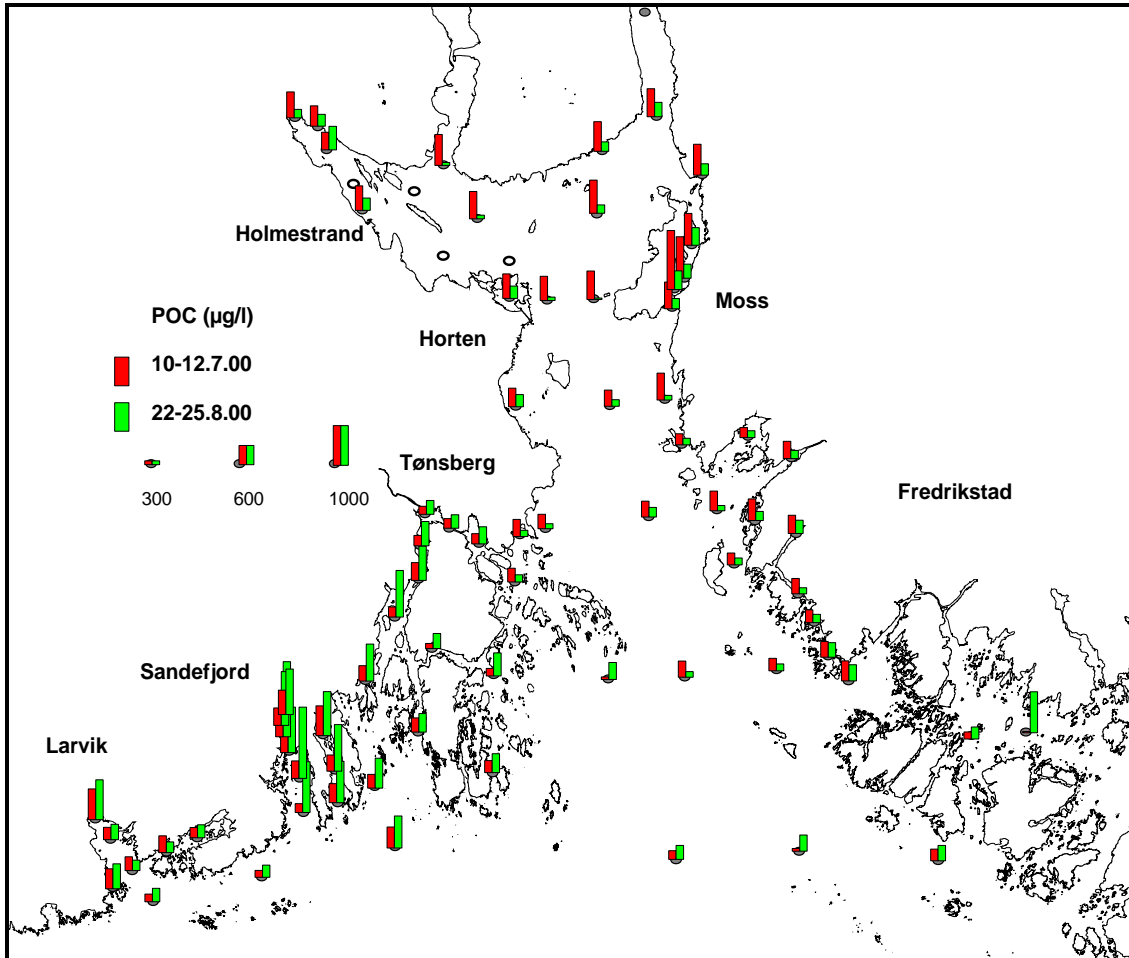 Holmestrand
POC (µg/l)
Moss
Horten
10-12.7.00
22-25.8.00
Tønsberg
Fredrikstad
300 600 1000
Sandefjord
Larvik